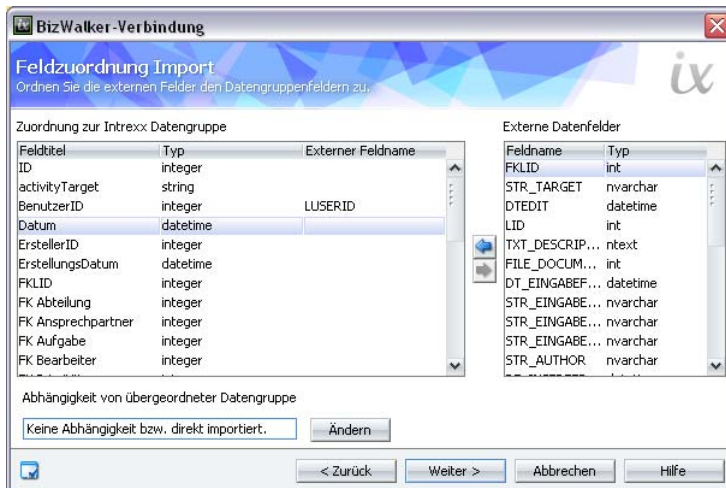 BizWalker-Verbindung
Feldzuordnung Import
Ordnen Sie die externen Felder den Datengruppenfeldern zu.
ix
Zuordnung zur Intrexx Datengruppe
Feldtitel Typ Externer Feldname
ID integer
activityTarget string
BenutzerID integer LUSERID
Datum datetime
ErstellerID integer
ErstellungsDatum datetime
FKLID integer
FK Abteilung integer
FK Ansprechpartner integer
FK Aufgabe integer
FK Bearbeiter integer
Externe Datenfelder
Feldname Typ
FKLID int
STR_TARGET nvarchar
DTEDIT datetime
LID int
TXT_DESCRIP... ntext
FILE_DOCUM... int
DT_EINGABEF... datetime
STR_EINGABE... nvarchar
STR_EINGABE... nvarchar
STR_EINGABE... nvarchar
STR_AUTHOR nvarchar
Abhängigkeit von übergeordneter Datengruppe
Keine Abhängigkeit bzw. direkt importiert. Ändern
< Zurück Weiter > Abbrechen Hilfe